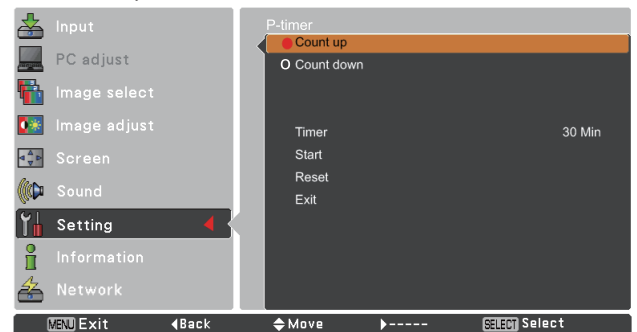 Input
PC adjust
Image select
Image adjust
Screen
Sound
Setting
Information
Network
P-timer
Count up
O Count down
Timer 30 Min
Start
Reset
Exit
MENU Exit ◀Back Move ▶----- SELECT Select